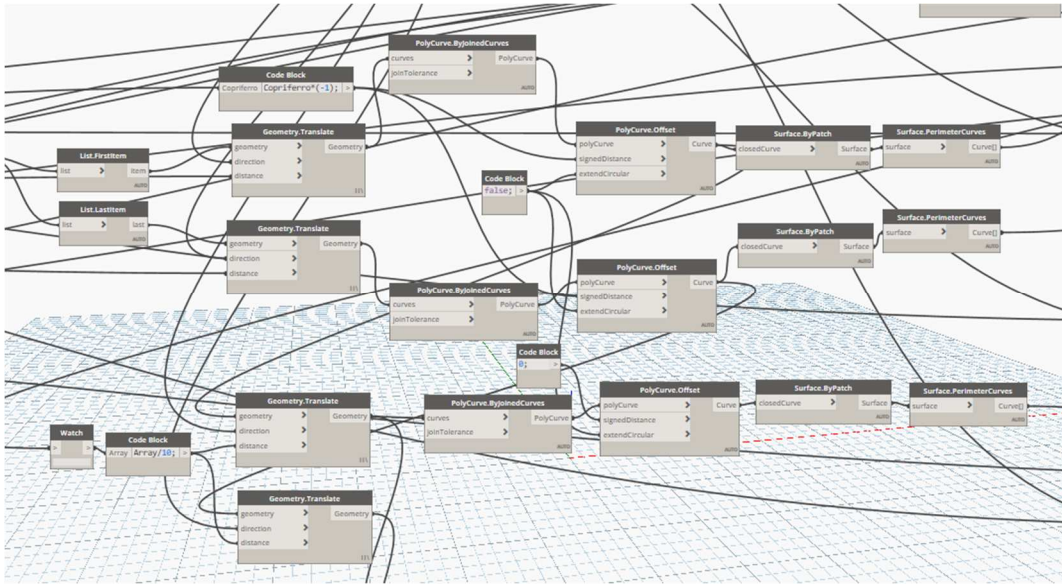 PolyCurve.ByJoinedCurves
curves > PolyCurve
joinTolerance >
AUTO
Code Block
Copriferro Copriferro*(-1); >
Geometry.Translate
geometry > Geometry
direction >
distance >
List.FirstItem
list > item
AUTO
List.LastItem
list > last
AUTO
Geometry.Translate
geometry > Geometry
direction >
distance >
Code Block
false; >
PolyCurve.Offset
polyCurve > Curve
signedDistance >
extendCircular >
AUTO
Surface.ByPatch
closedCurve > Surface
AUTO
Surface.PerimeterCurves
surface > Curve[]
AUTO
Surface.ByPatch
closedCurve > Surface
AUTO
Surface.PerimeterCurves
surface > Curve[]
AUTO
PolyCurve.Offset
polyCurve > Curve
signedDistance >
extendCircular >
AUTO
PolyCurve.ByJoinedCurves
curves > PolyCurve
joinTolerance >
AUTO
Code Block
0; >
Geometry.Translate
geometry > Geometry
direction >
distance >
PolyCurve.ByJoinedCurves
curves > PolyCurve
joinTolerance >
AUTO
PolyCurve.Offset
polyCurve > Curve
signedDistance >
extendCircular >
AUTO
Surface.ByPatch
closedCurve > Surface
AUTO
Surface.PerimeterCurves
surface > Curve[]
AUTO
Watch
> >
Code Block
Array Array/10; >
Geometry.Translate
geometry > Geometry
direction >
distance >